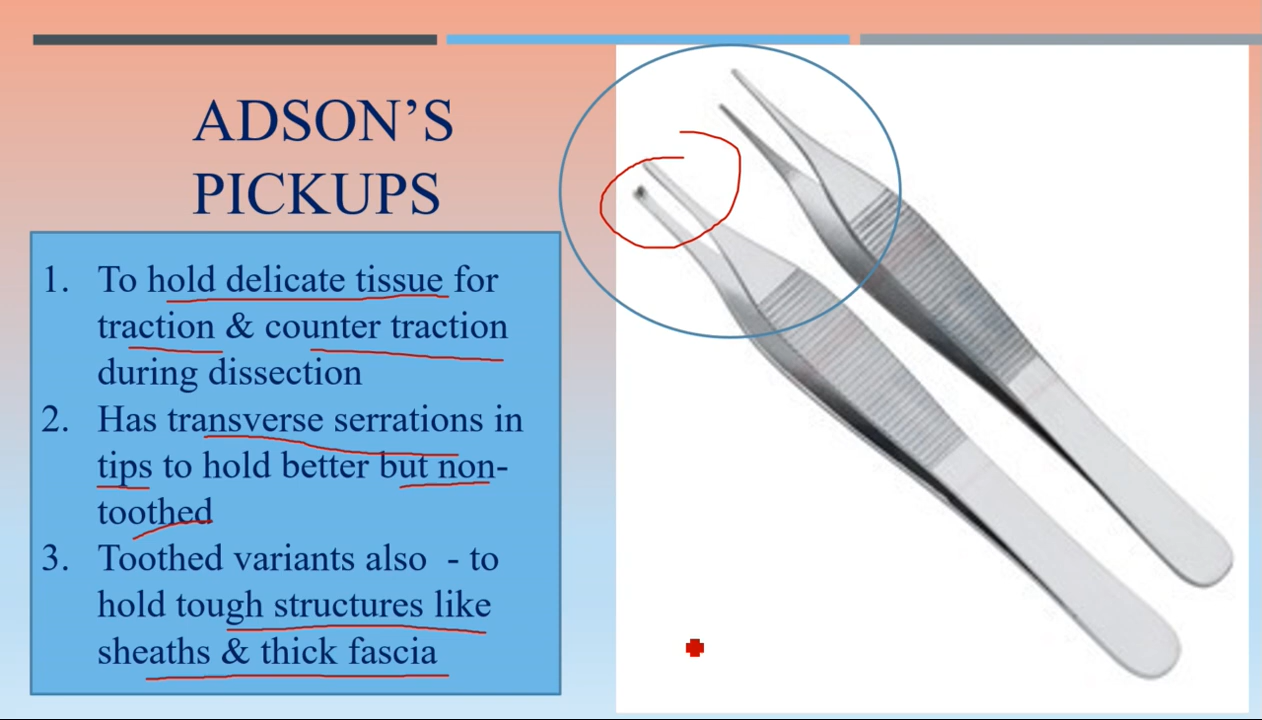 ADSON'S
PICKUPS
1. To hold delicate tissue for
traction & counter traction
during dissection
2. Has transverse serrations in
tips to hold better but non-
toothed
3. Toothed variants also - to
hold tough structures like
sheaths & thick fascia